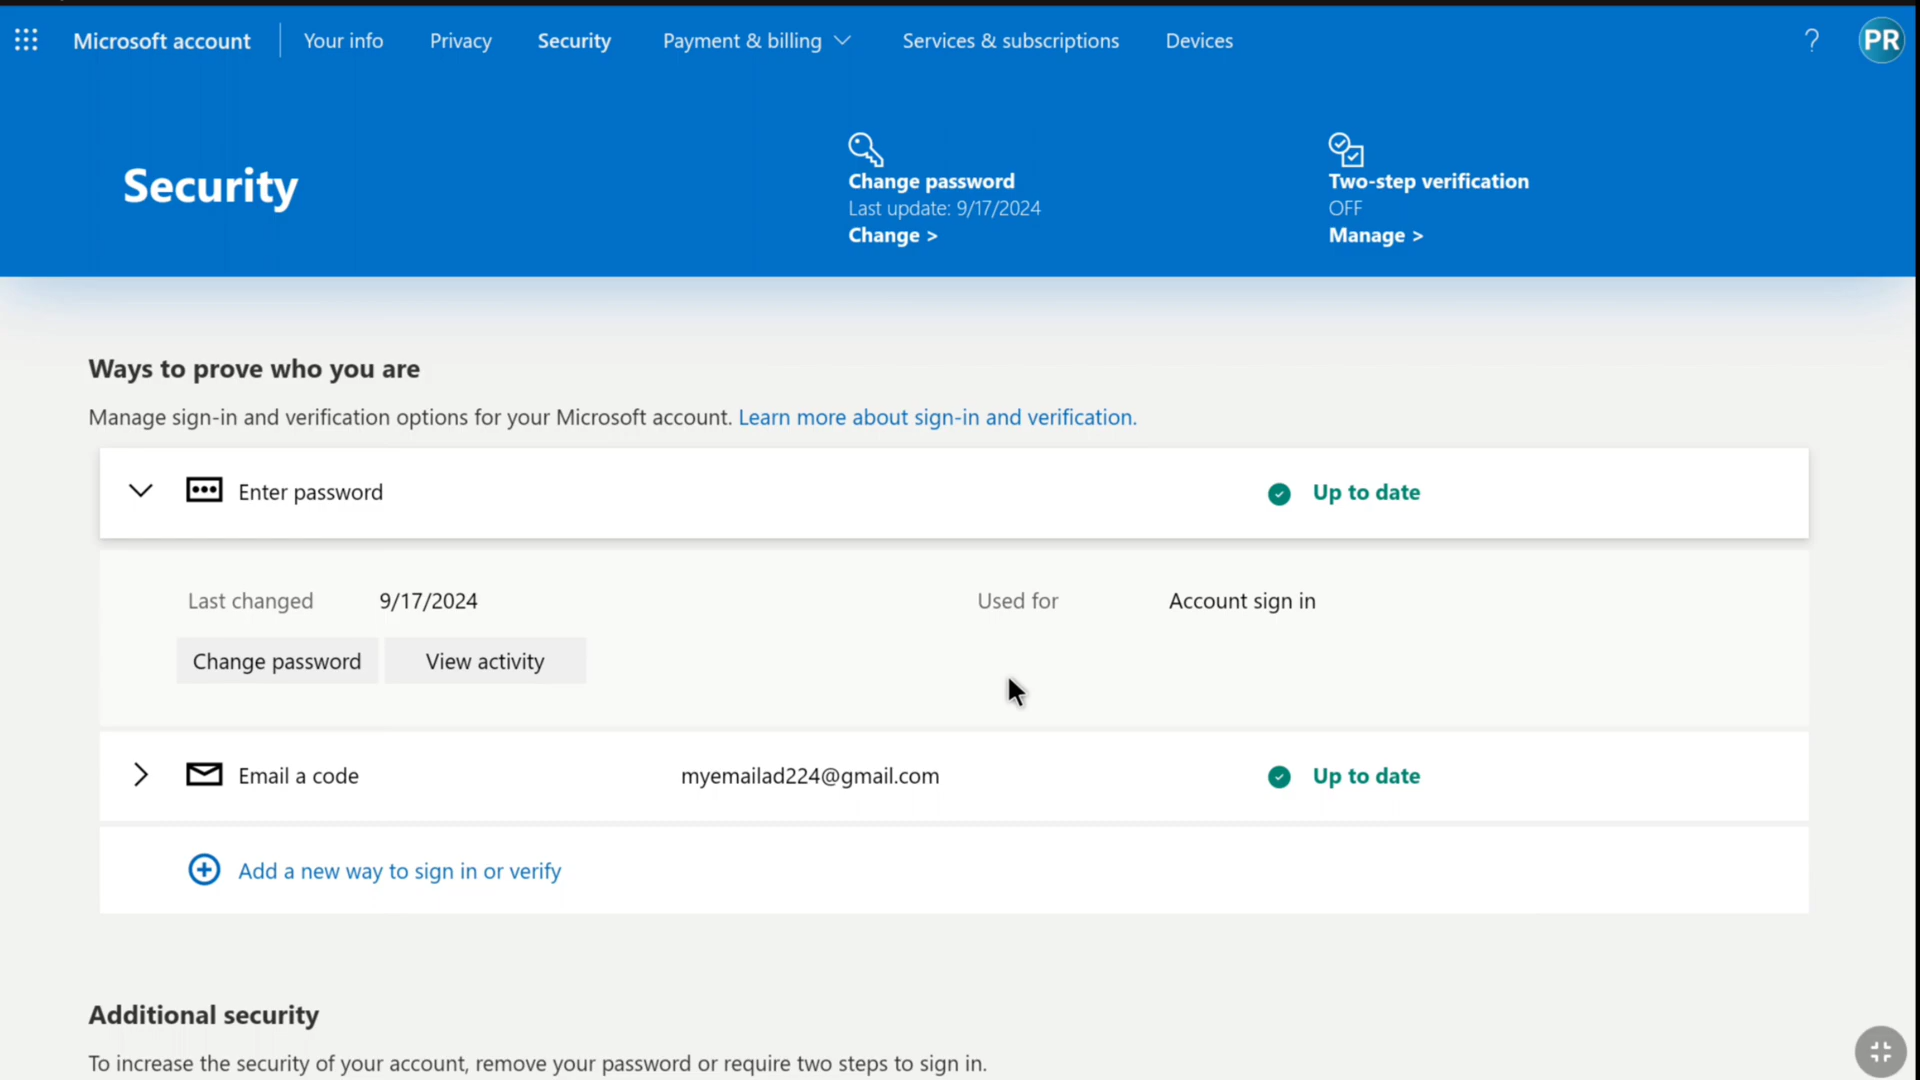 Microsoft account
Your info
Privacy
Security
Payment & billing
Services & subscriptions
Devices
?
PR
Security
Change password
Last update: 9/17/2024
Change >
Two-step verification
OFF
Manage >
Ways to prove who you are
Manage sign-in and verification options for your Microsoft account. Learn more about sign-in and verification.
Enter password
Up to date
Last changed 9/17/2024
Used for Account sign in
Change password
View activity
Email a code
myemailad224@gmail.com
Up to date
Add a new way to sign in or verify
Additional security
To increase the security of your account, remove your password or require two steps to sign in.